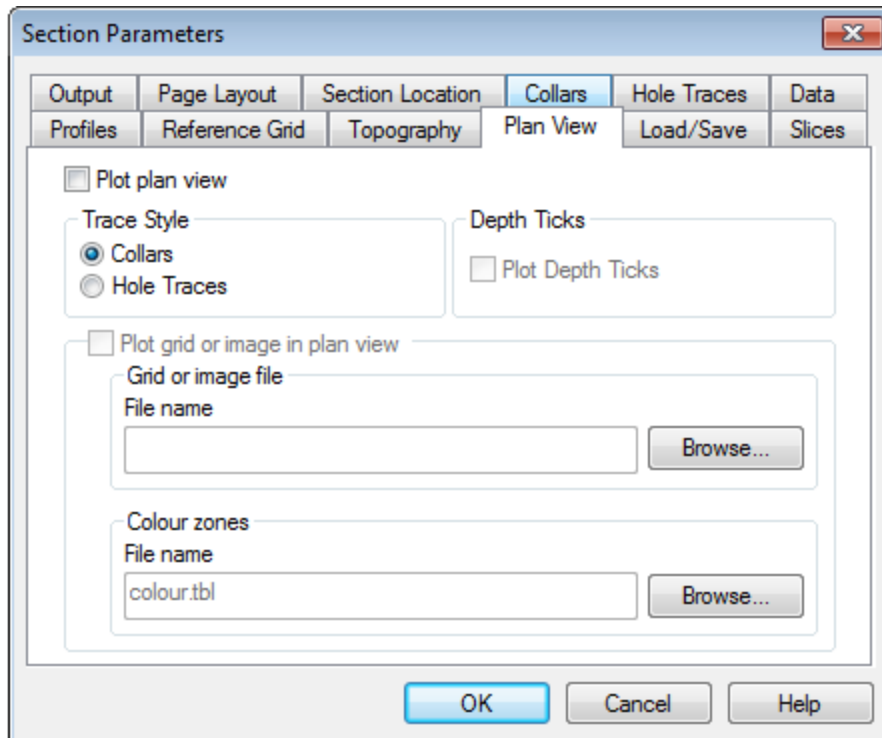 Section Parameters
Output Page Layout Section Location Collars Hole Traces Data
Profiles Reference Grid Topography Plan View Load/Save Slices
Plot plan view
Trace Style
Collars
Hole Traces
Depth Ticks
Plot Depth Ticks
Plot grid or image in plan view
Grid or image file
File name
Browse...
Colour zones
File name
colour.tbl
Browse...
OK Cancel Help